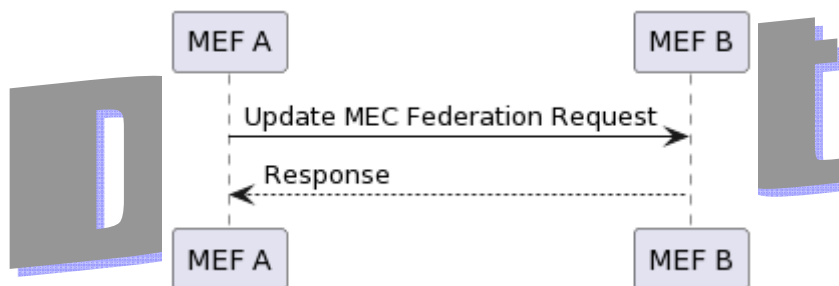 MEF A MEF B
Update MEC Federation Request
Response
MEF A MEF B
D t